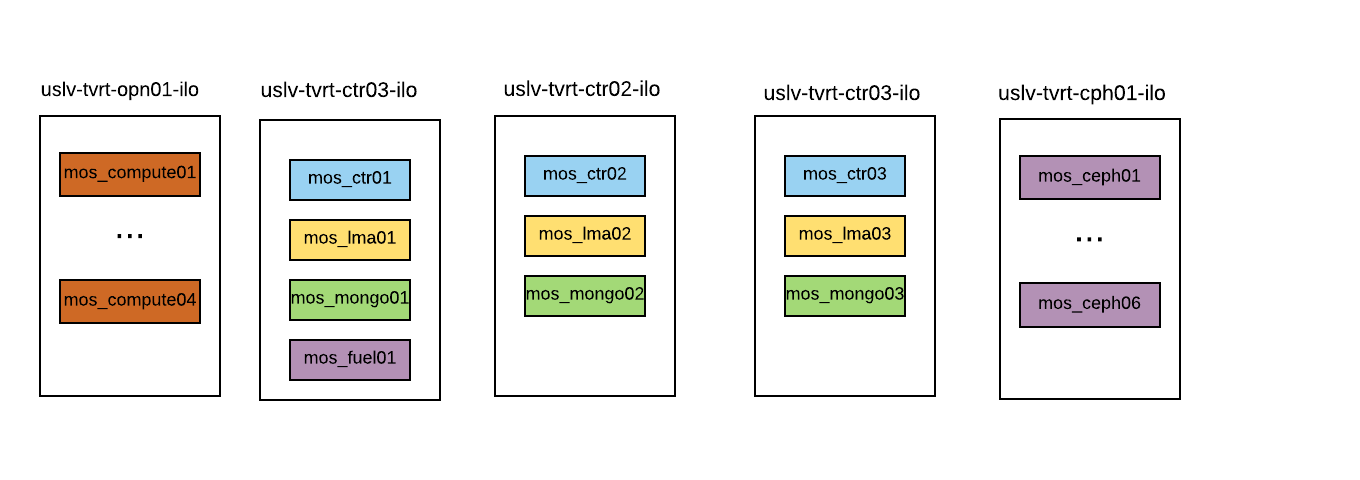 uslv-tvrt-opn01-ilo
mos_compute01
...
mos_compute04
uslv-tvrt-ctr03-ilo
mos_ctr01
mos_lma01
mos_mongo01
mos_fuel01
uslv-tvrt-ctr02-ilo
mos_ctr02
mos_lma02
mos_mongo02
uslv-tvrt-ctr03-ilo
mos_ctr03
mos_lma03
mos_mongo03
uslv-tvrt-cph01-ilo
mos_ceph01
...
mos_ceph06